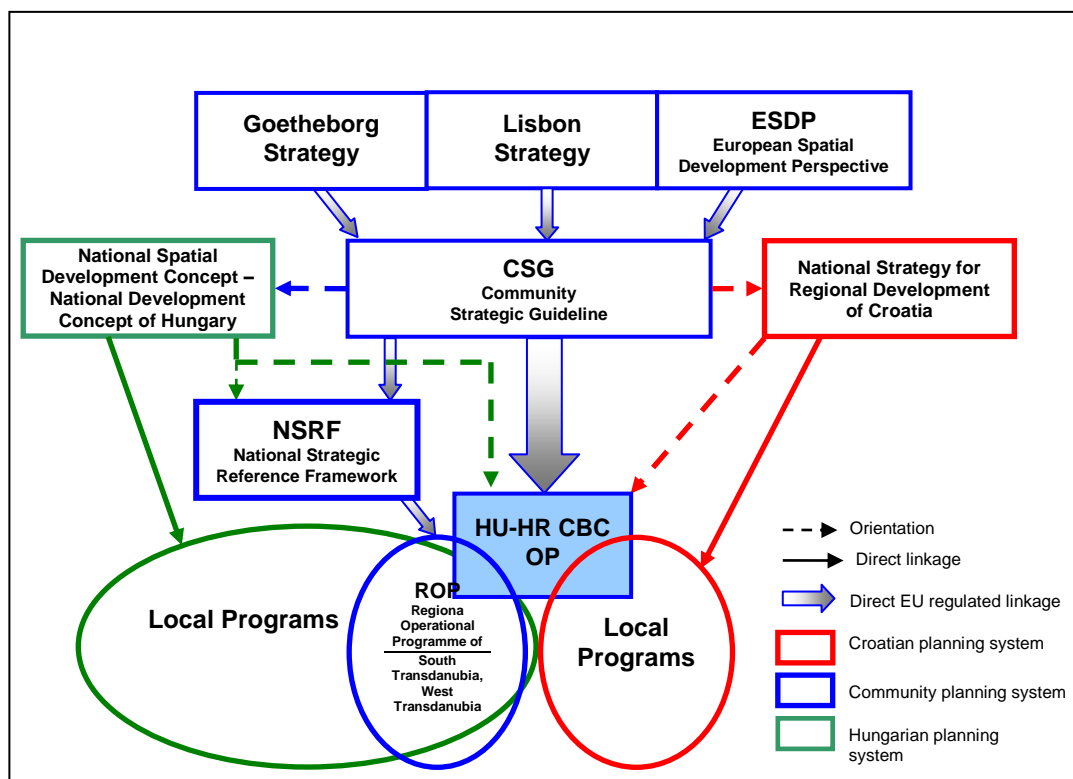 Goetheborg
Strategy
Lisbon
Strategy
ESDP
European Spatial
Development Perspective
National Spatial
Development Concept –
National Development
Concept of Hungary
CSG
Community
Strategic Guideline
National Strategy for
Regional Development
of Croatia
NSRF
National Strategic
Reference Framework
HU-HR CBC
OP
Local Programs
ROP
Regiona
Operational
Programme of
South
Transdanubia,
West
Transdanubia
Local
Programs
Orientation
Direct linkage
Direct EU regulated linkage
Croatian planning system
Community planning system
Hungarian planning
system